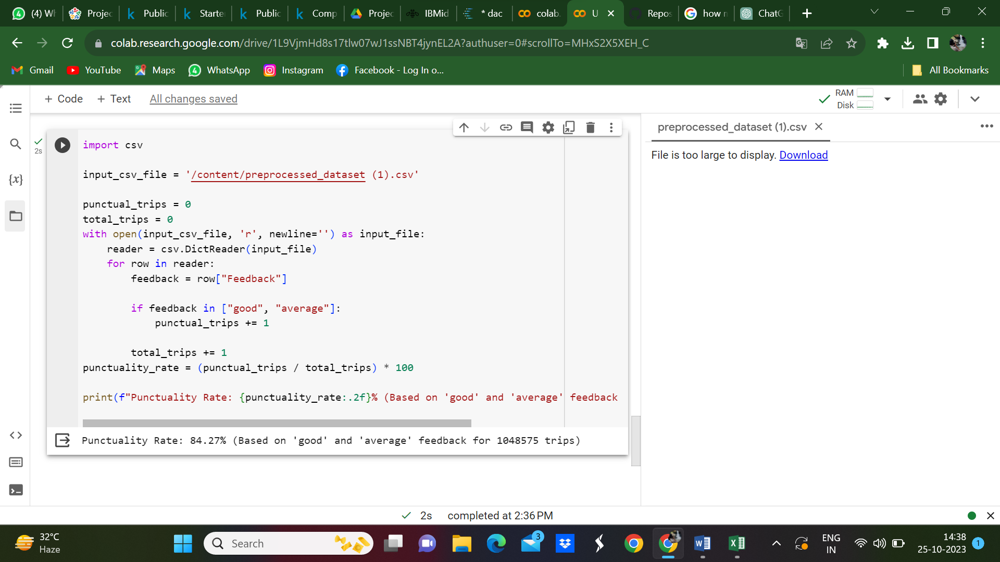 (4) Wh
Projec
Public
Starte
Public
Comp
Projec
IBMid
* dac
colab.
U
Repos
how n
ChatG
colab.research.google.com/drive/1L9VjmHd8s17tlw07wJ1ssNBT4jynEL2A?authuser=0#scrollTo=MHxS2X5XEH_C
Gmail
YouTube
Maps
WhatsApp
Instagram
Facebook - Log In o...
All Bookmarks
+ Code
+ Text
All changes saved
RAM
Disk
preprocessed_dataset (1).csv
File is too large to display. Download
2s
{x}
import csv
input_csv_file = '/content/preprocessed_dataset (1).csv'
punctual_trips = 0
total_trips = 0
with open(input_csv_file, 'r', newline='') as input_file:
    reader = csv.DictReader(input_file)
    for row in reader:
        feedback = row["Feedback"]
        if feedback in ["good", "average"]:
            punctual_trips += 1
        total_trips += 1
punctuality_rate = (punctual_trips / total_trips) * 100
print(f"Punctuality Rate: {punctuality_rate:.2f}% (Based on 'good' and 'average' feedback
Punctuality Rate: 84.27% (Based on 'good' and 'average' feedback for 1048575 trips)
2s completed at 2:36 PM
32°C
Haze
Search
3
ENG
IN
14:38
25-10-2023
1